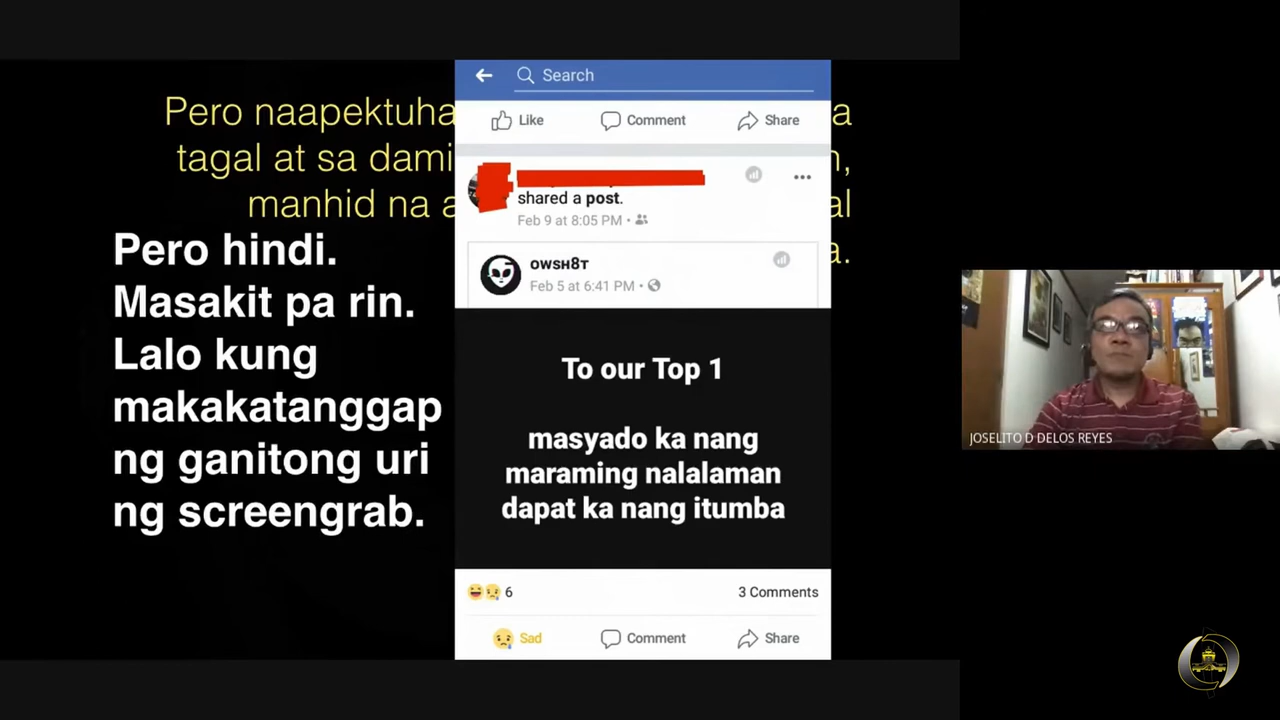 Pero naapektuha
a
tagal at sa dami
n,
manhid na a
al
a.
Pero hindi.
Masakit pa rin.
Lalo kung
makakatanggap
ng ganitong uri
ng screengrab.
Search
Like Comment Share
shared a post.
Feb 9 at 8:05 PM
OWSH8T
Feb 5 at 6:41 PM
To our Top 1
masyado ka nang
maraming nalalaman
dapat ka nang itumba
6 3 Comments
Sad Comment Share
JOSELITO D DELOS REYES